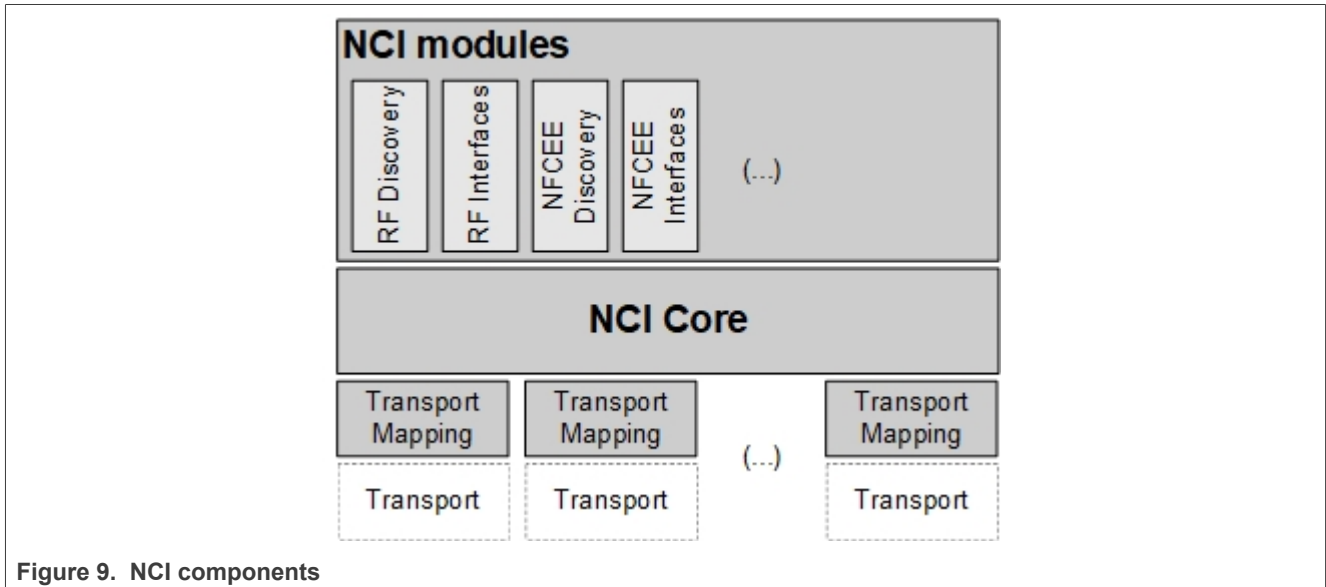 NCI modules
RF Discovery
RF Interfaces
NFCEE
Discovery
NFCEE
Interfaces
(...)
NCI Core
Transport
Mapping
Transport
Mapping
(...)
Transport
Mapping
Transport
Transport
Transport
Figure 9. NCI components